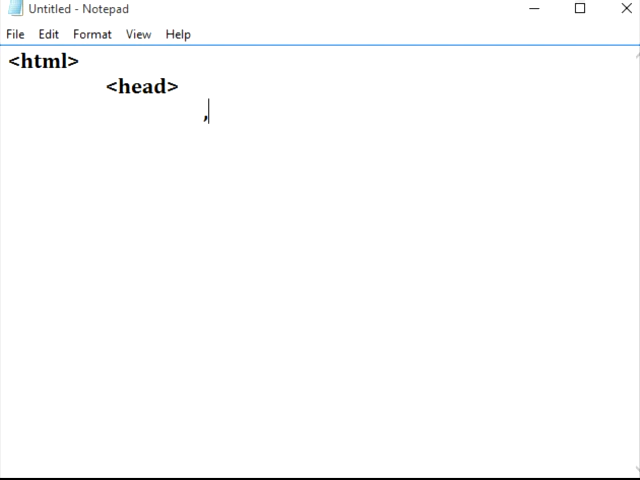 Untitled - Notepad
File Edit Format View Help
<html>
<head>
,